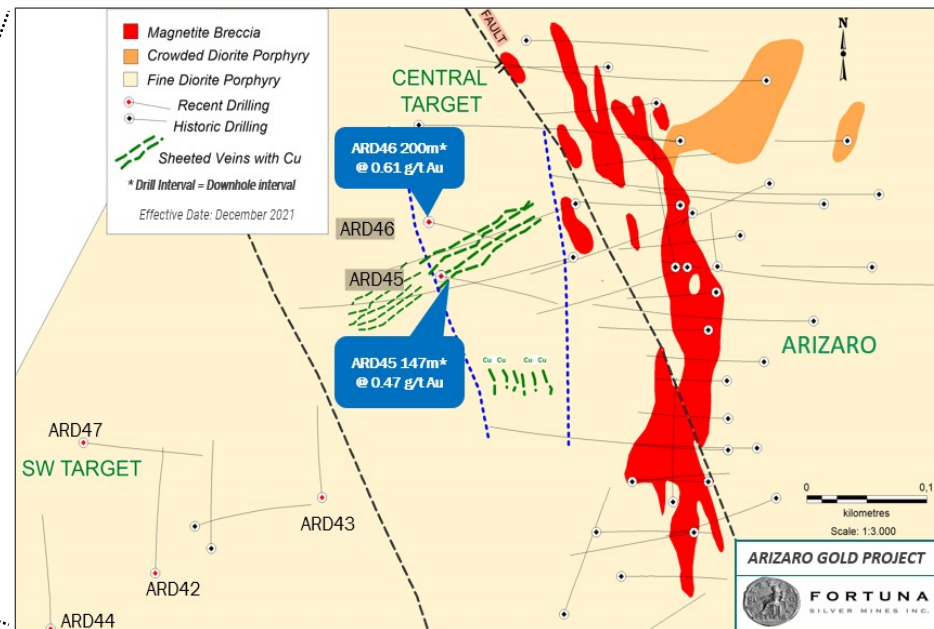 Magnetite Breccia
Crowded Diorite Porphyry
Fine Diorite Porphyry
Recent Drilling
Historic Drilling
Sheeted Veins with Cu
* Drill Interval = Downhole interval
Effective Date: December 2021
FAULT
N
CENTRAL
TARGET
ARD46 200m*
@ 0.61 g/t Au
ARD46
ARD45
ARD45 147m*
@ 0.47 g/t Au
Cu Cu Cu Cu
ARIZARO
ARD47
SW TARGET
ARD43
ARD42
ARD44
0 0,1
kilometres
Scale: 1:3.000
ARIZARO GOLD PROJECT
FORTUNA
SILVER MINES INC.